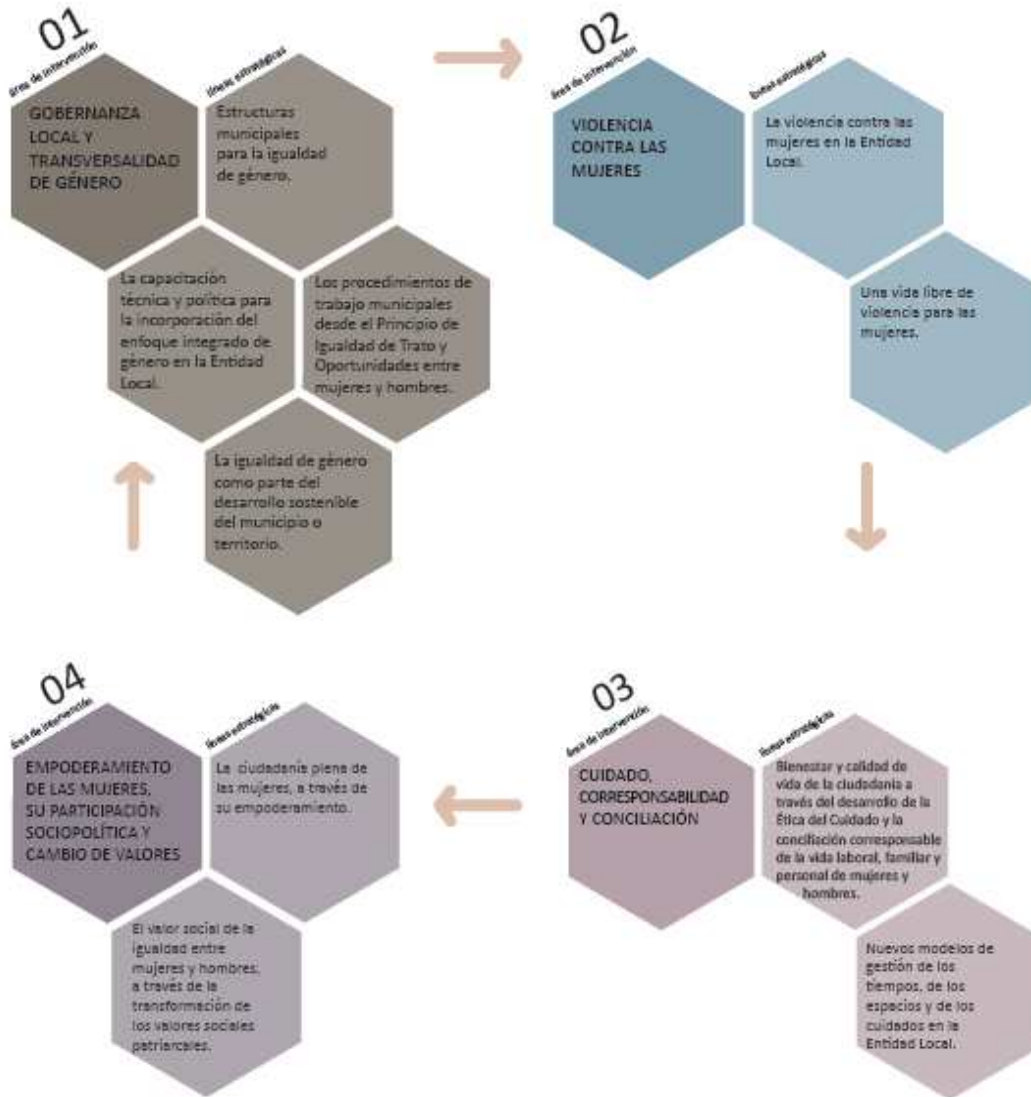 01
área de intervención
líneas estratégicas
GOBERNANZA
LOCAL Y
TRANSVERSALIDAD
DE GÉNERO
Estructuras
municipales
para la igualdad
de género.
La capacitación
técnica y política para
la incorporación del
enfoque integrado de
género en la Entidad
Local.
Los procedimientos de
trabajo municipales
desde el Principio de
Igualdad de Trato y
Oportunidades entre
mujeres y hombres.
La igualdad de género
como parte del
desarrollo sostenible
del municipio o
territorio.
02
área de intervención
líneas estratégicas
VIOLENCIA
CONTRA LAS
MUJERES
La violencia contra las
mujeres en la Entidad
Local.
Una vida libre de
violencia para las
mujeres.
04
área de intervención
líneas estratégicas
EMPODERAMIENTO
DE LAS MUJERES,
SU PARTICIPACIÓN
SOCIOPOLÍTICA Y
CAMBIO DE VALORES
La ciudadanía plena de
las mujeres, a través de
su empoderamiento.
El valor social de la
igualdad entre
mujeres y hombres,
a través de la
transformación de
los valores sociales
patriarcales.
03
área de intervención
líneas estratégicas
CUIDADO,
CORRESPONSABILIDAD
Y CONCILIACIÓN
Bienestar y calidad de
vida de la ciudadanía a
través del desarrollo de la
Ética del Cuidado y la
conciliación corresponsable
de la vida laboral, familiar y
personal de mujeres y
hombres.
Nuevos modelos de
gestión de los
tiempos, de los
espacios y de los
cuidados en la
Entidad Local.